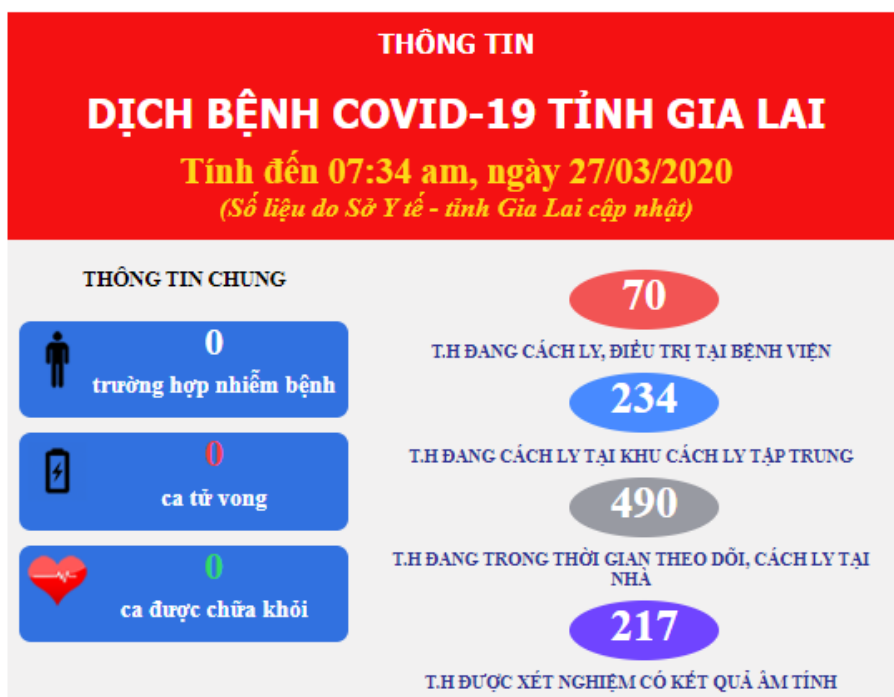 THÔNG TIN
DỊCH BỆNH COVID-19 TỈNH GIA LAI
Tính đến 07:34 am, ngày 27/03/2020
(Số liệu do Sở Y tế - tỉnh Gia Lai cập nhật)
THÔNG TIN CHUNG
0
trường hợp nhiễm bệnh
0
ca tử vong
0
ca được chữa khỏi
70
T.H ĐANG CÁCH LY, ĐIỀU TRỊ TẠI BỆNH VIỆN
234
T.H ĐANG CÁCH LY TẠI KHU CÁCH LY TẬP TRUNG
490
T.H ĐANG TRONG THỜI GIAN THEO DÕI, CÁCH LY TẠI
NHÀ
217
T.H ĐƯỢC XÉT NGHIỆM CÓ KẾT QUẢ ÂM TÍNH